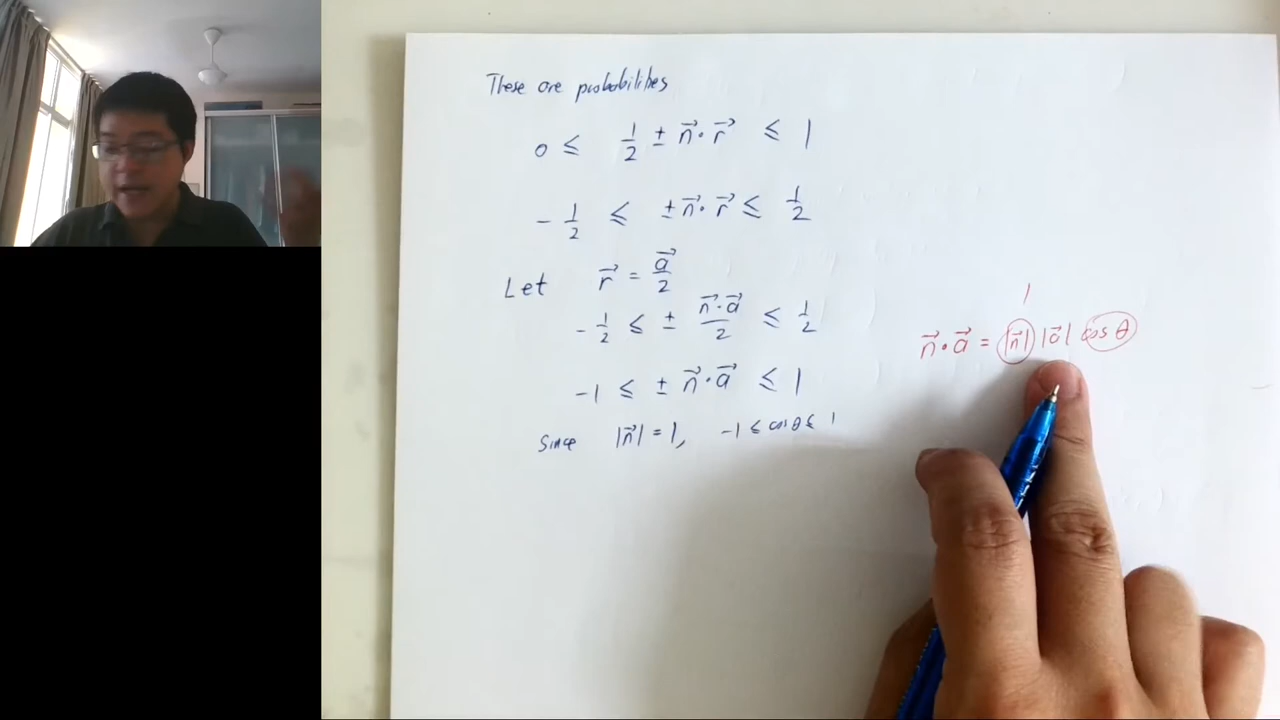 These are probabilities
0 ≤ 1/2 ± n⃗·r⃗ ≤ 1
-1/2 ≤ ±n⃗·r⃗ ≤ 1/2
Let r⃗ = a⃗/2
-1/2 ≤ ± n⃗·a⃗/2 ≤ 1/2
-1 ≤ ± n⃗·a⃗ ≤ 1
Since |n⃗| = 1, -1 ≤ cos θ ≤ 1
1
n⃗·a⃗ = |n⃗| |a⃗| cos θ